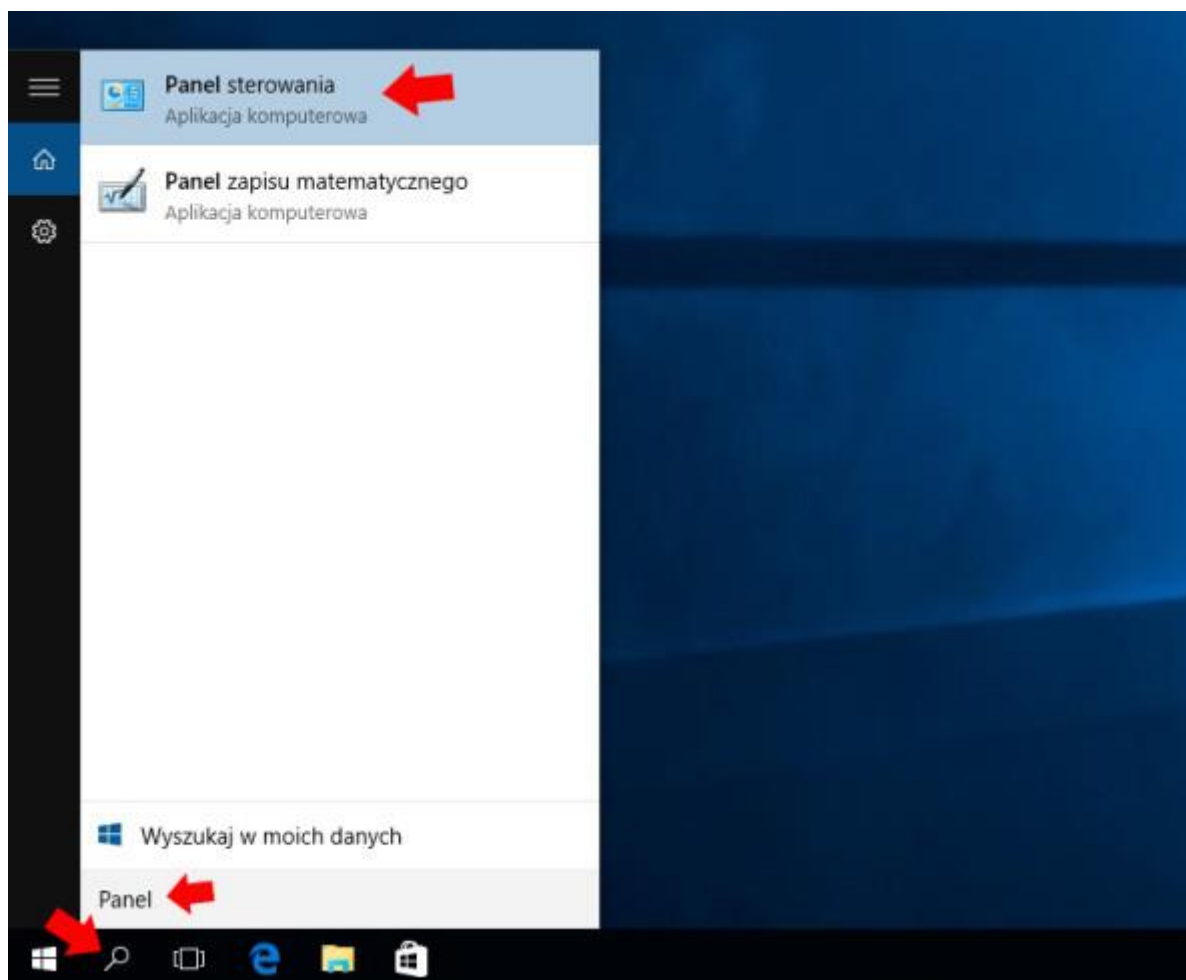 Panel sterowania
Aplikacja komputerowa
Panel zapisu matematycznego
Aplikacja komputerowa
Wyszukaj w moich danych
Panel